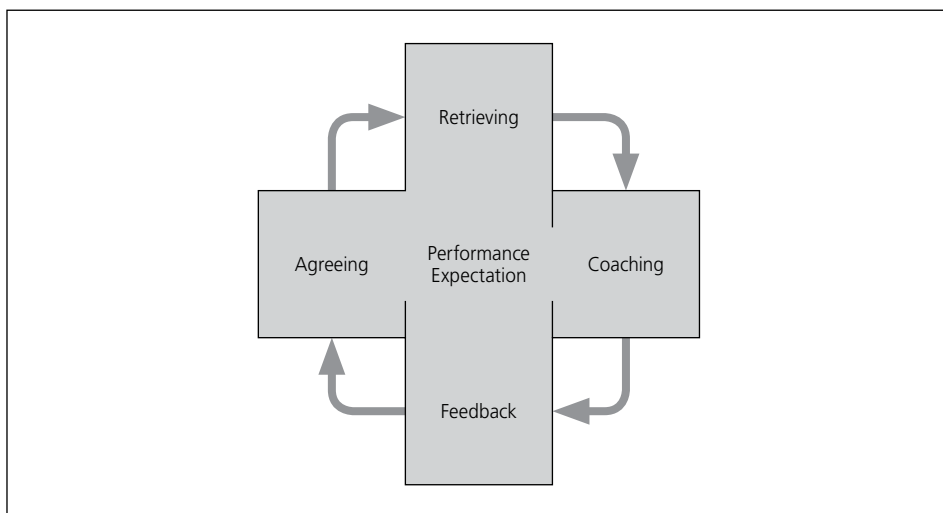 Retrieving
Agreeing
Performance
Expectation
Coaching
Feedback